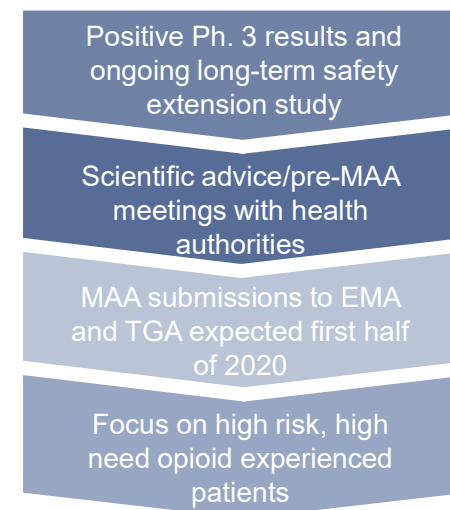 Positive Ph. 3 results and
ongoing long-term safety
extension study
Scientific advice/pre-MAA
meetings with health
authorities
MAA submissions to EMA
and TGA expected first half
of 2020
Focus on high risk, high
need opioid experienced
patients